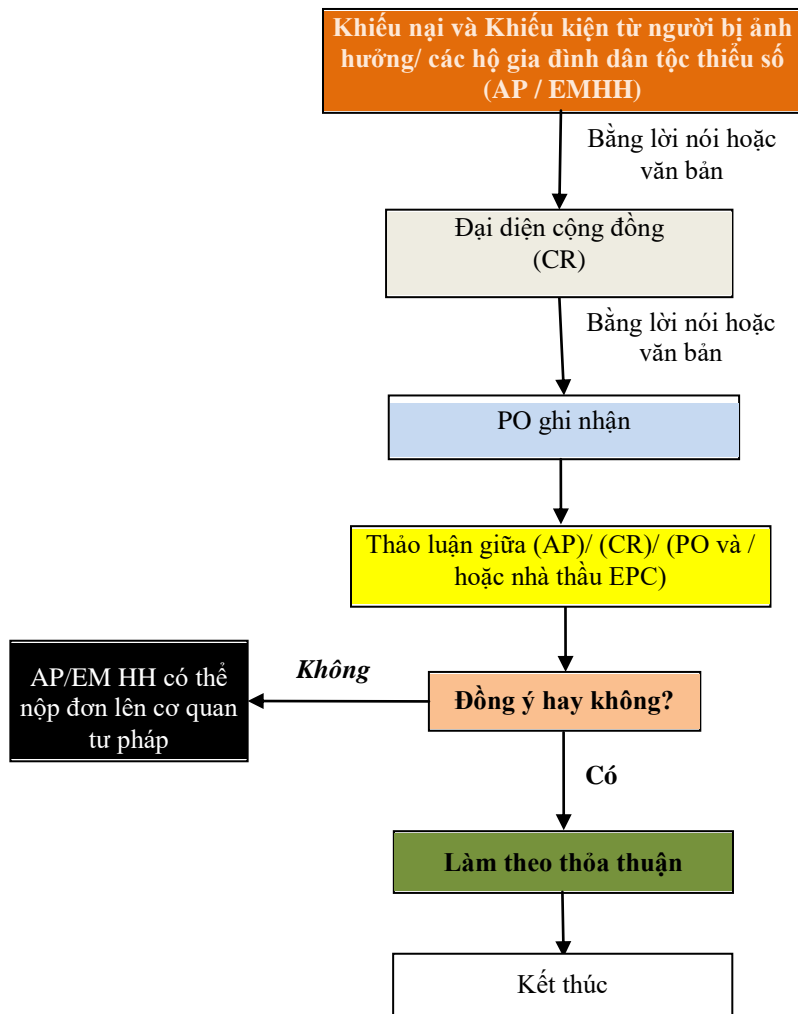 Khiếu nại và Khiếu kiện từ người bị ảnh
hưởng/ các hộ gia đình dân tộc thiểu số
(AP / EMHH)
Bằng lời nói hoặc
văn bản
Đại diện cộng đồng
(CR)
Bằng lời nói hoặc
văn bản
PO ghi nhận
Thảo luận giữa (AP)/ (CR)/ (PO và /
hoặc nhà thầu EPC)
AP/EM HH có thể
nộp đơn lên cơ quan
tư pháp
Không
Đồng ý hay không?
Có
Làm theo thỏa thuận
Kết thúc